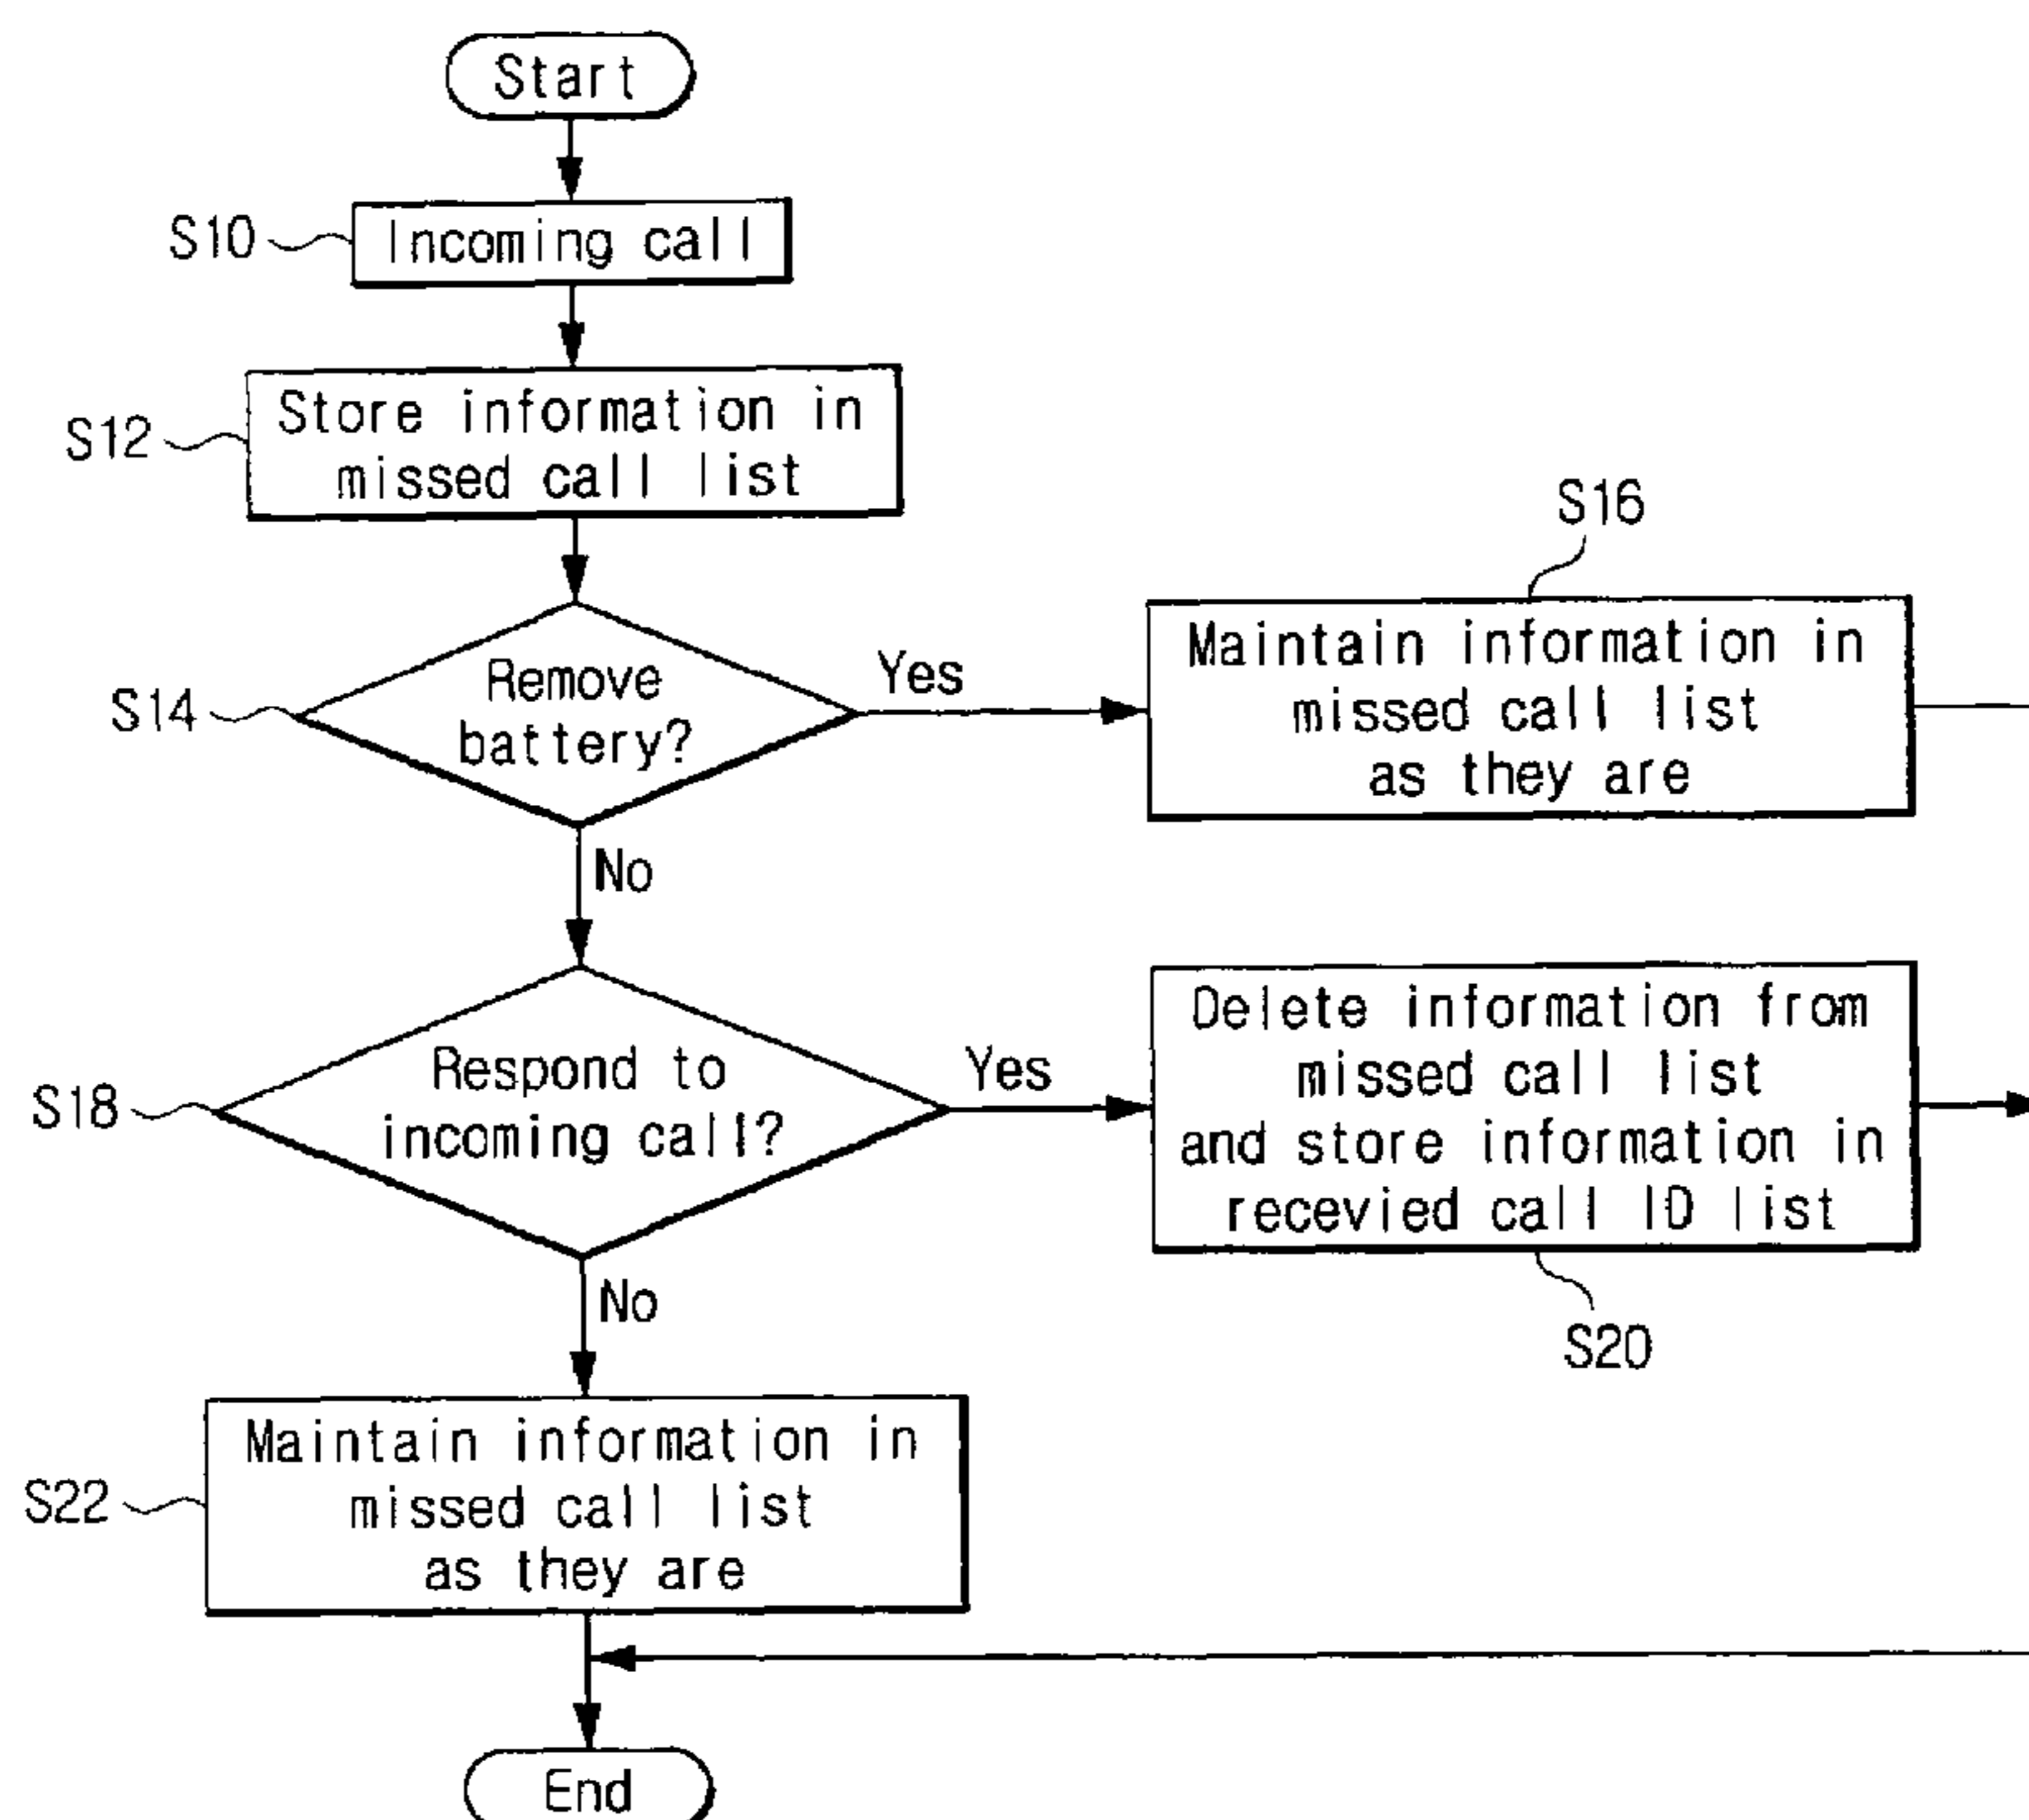 Start
S10
Incoming call
S12
Store information in
missed call list
S14
Remove
battery?
Yes
S16
Maintain information in
missed call list
as they are
No
S18
Respond to
incoming call?
Yes
Delete information from
missed call list
and store information in
recevied call ID list
S20
No
S22
Maintain information in
missed call list
as they are
End